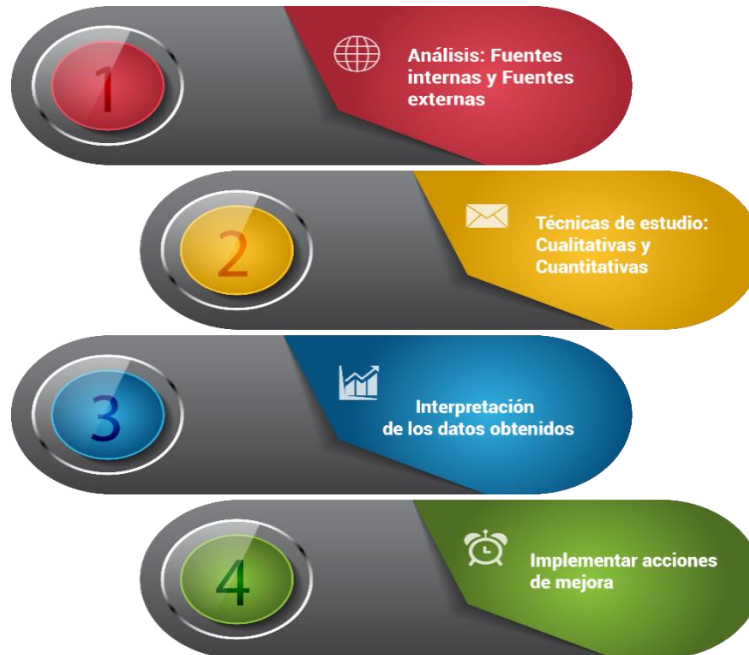 1
Análisis: Fuentes
internas y Fuentes
externas
2
Técnicas de estudio:
Cualitativas y
Cuantitativas
3
Interpretación
de los datos obtenidos
4
Implementar acciones
de mejora